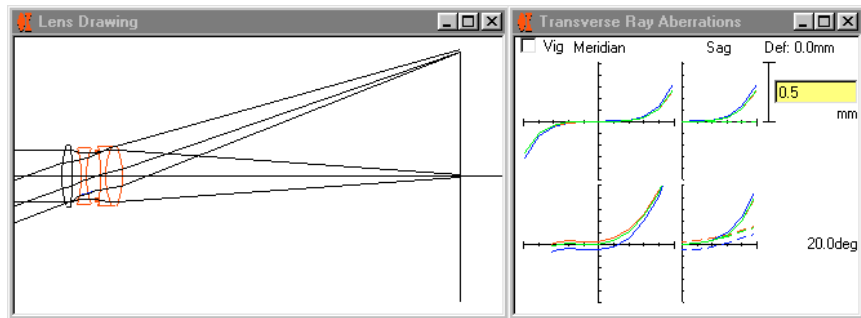 Lens Drawing
Transverse Ray Aberrations
Vig Meridian Sag Def: 0.0mm
0.5
mm
20.0deg